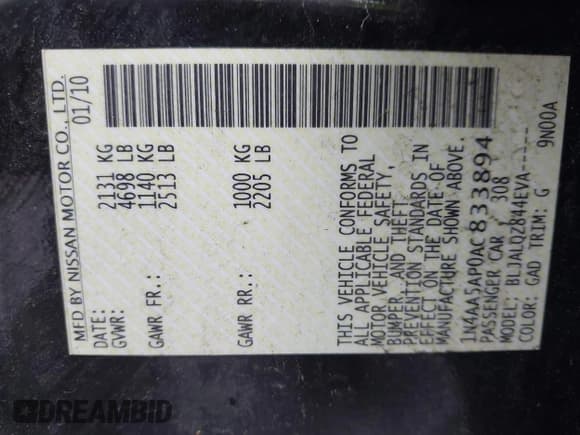 MFD BY NISSAN MOTOR CO., LTD.
DATE: 01/10
GVWR: 2131 KG
4698 LB
GAWR FR.: 1140 KG
2513 LB
GAWR RR.: 1000 KG
2205 LB
THIS VEHICLE CONFORMS TO
ALL APPLICABLE FEDERAL
MOTOR VEHICLE SAFETY,
BUMPER, AND THEFT
PREVENTION STANDARDS IN
EFFECT ON THE DATE OF
MANUFACTURE SHOWN ABOVE.
1N4AA5AP0AC833894
PASSENGER CAR 308
MODEL: BLJALQZB44EVA-----
COLOR: GAD TRIM: G 9N00A
DREAMBID